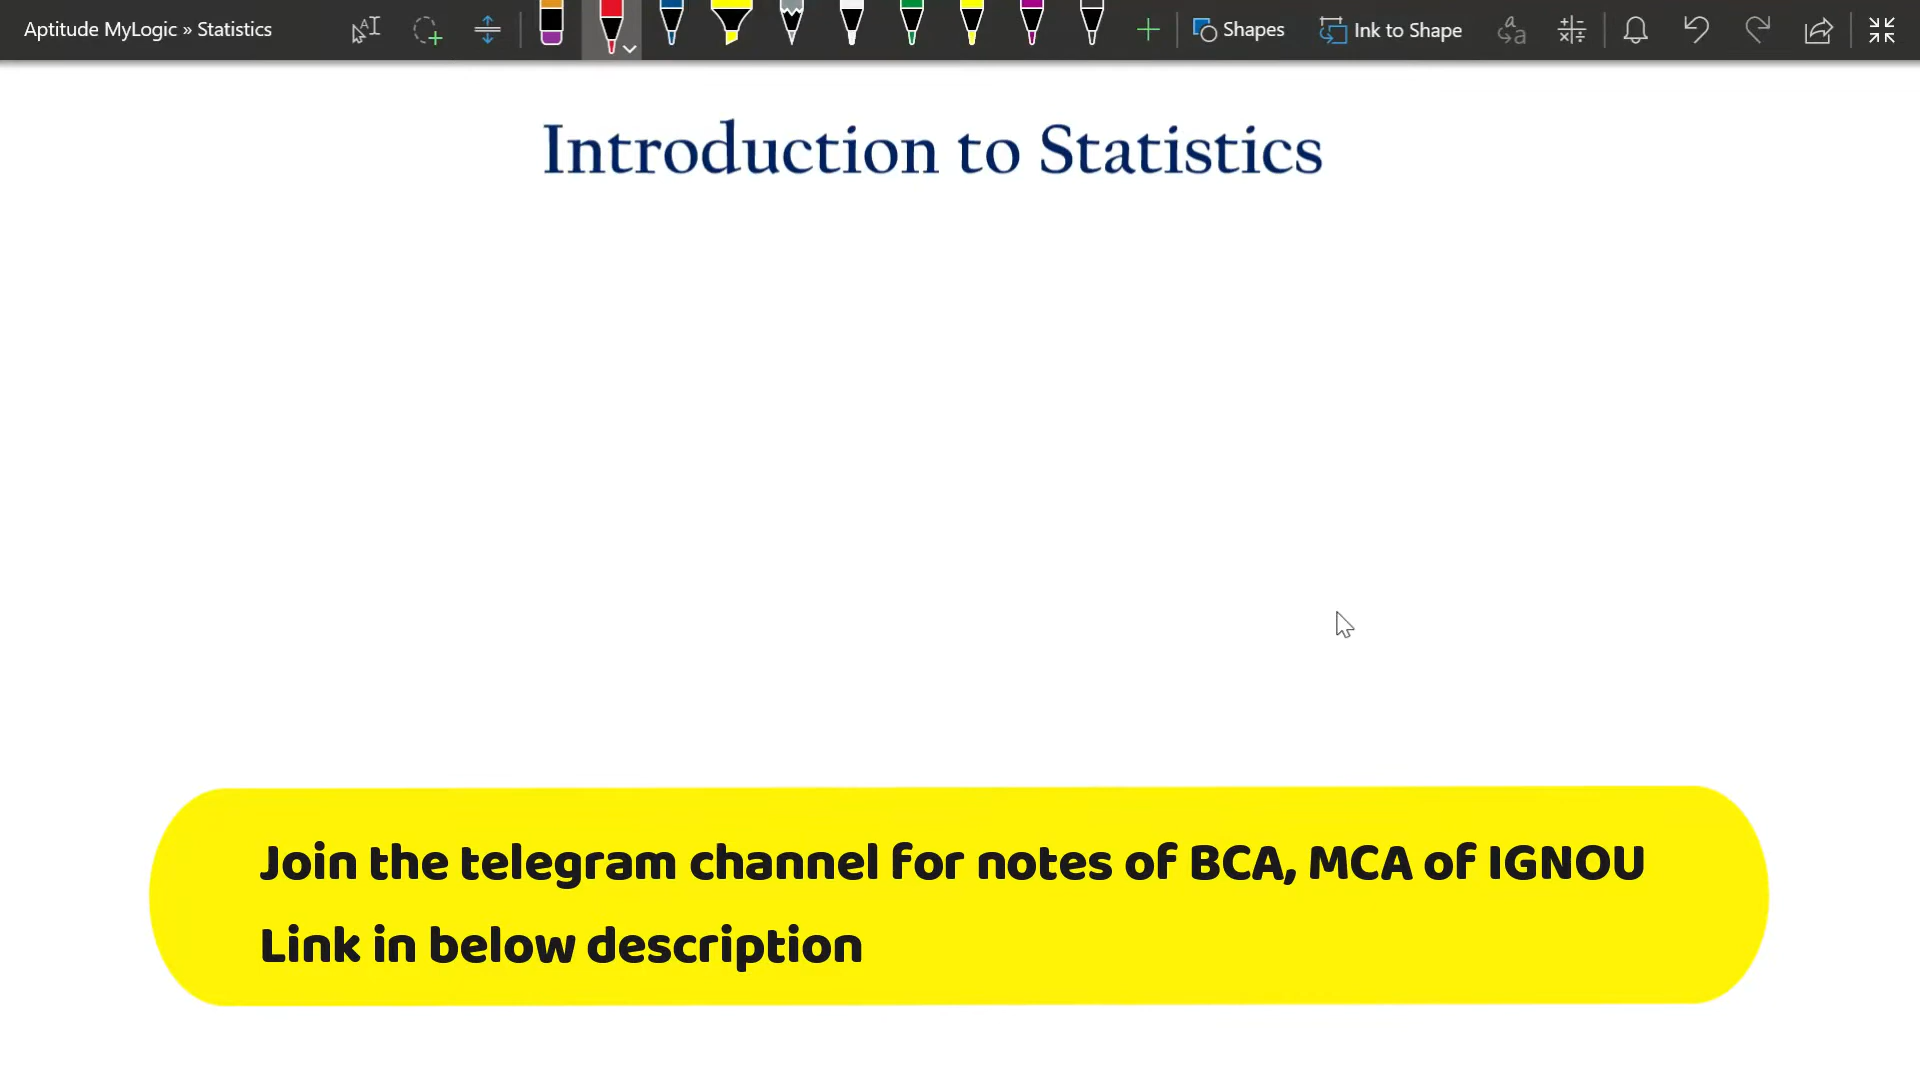 Aptitude MyLogic » Statistics
Shapes
Ink to Shape
Introduction to Statistics
Join the telegram channel for notes of BCA, MCA of IGNOU
Link in below description